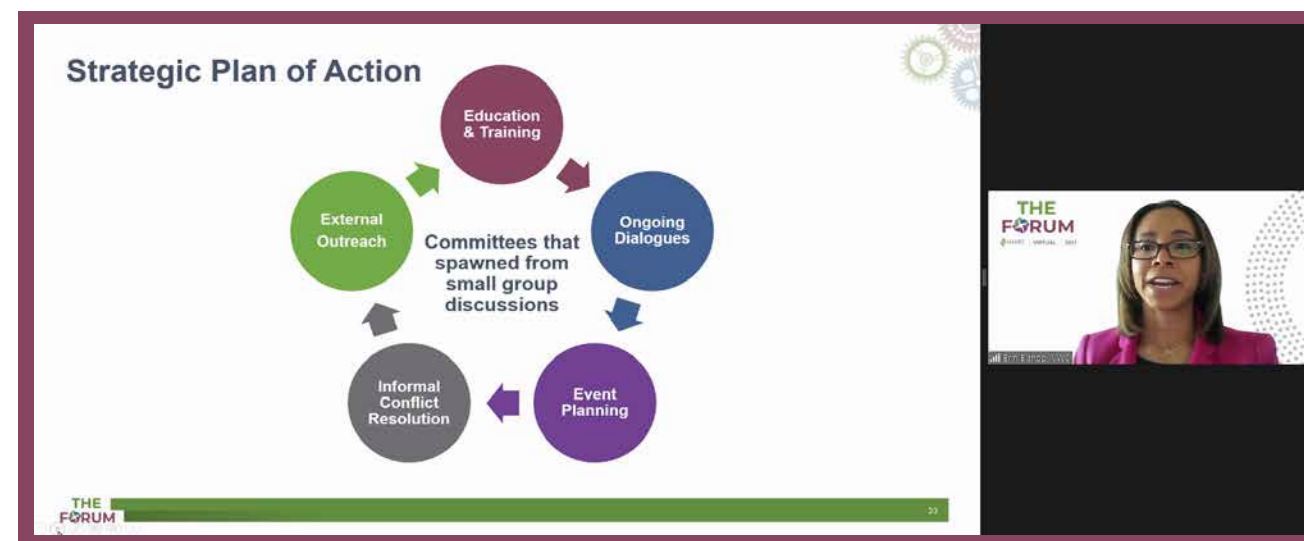 Strategic Plan of Action
Education
& Training
Ongoing
Dialogues
Event
Planning
Informal
Conflict
Resolution
External
Outreach
Committees that
spawned from
small group
discussions
THE
FORUM
33
THE
FORUM
VIRTUAL